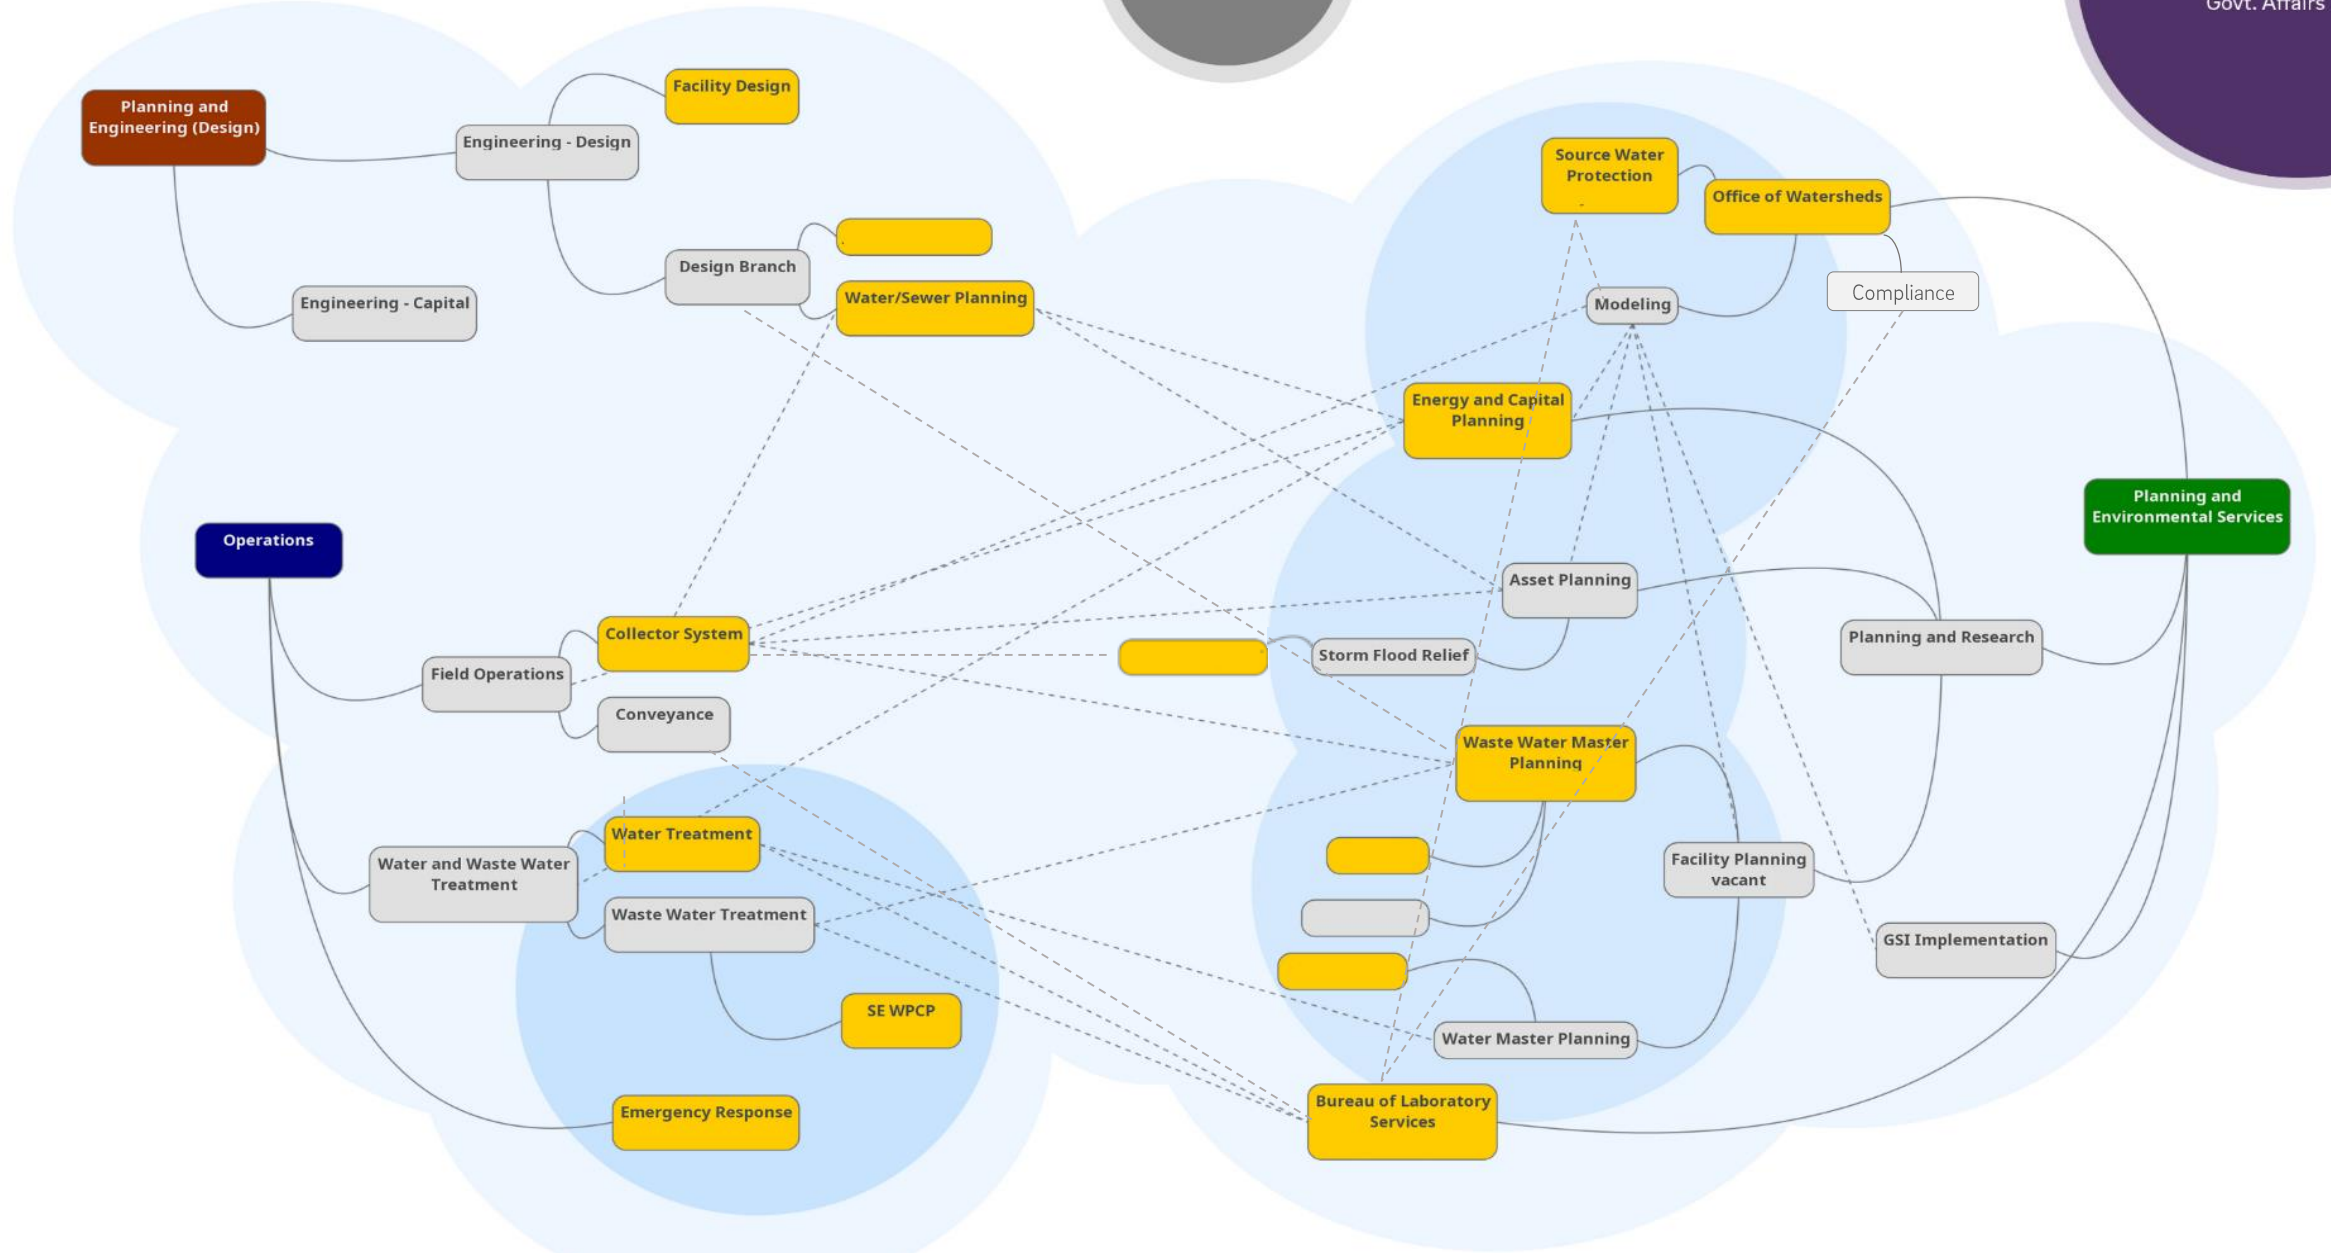 Govt. Affairs
Planning and
Engineering (Design)
Engineering - Design
Facility Design
Engineering - Capital
Design Branch
Water/Sewer Planning
Source Water
Protection
Office of Watersheds
Compliance
Modeling
Energy and Capital
Planning
Planning and
Environmental Services
Operations
Asset Planning
Collector System
Field Operations
Storm Flood Relief
Planning and Research
Conveyance
Waste Water Master
Planning
Water Treatment
Water and Waste Water
Treatment
Facility Planning
vacant
Waste Water Treatment
GSI Implementation
SE WPCP
Water Master Planning
Emergency Response
Bureau of Laboratory
Services